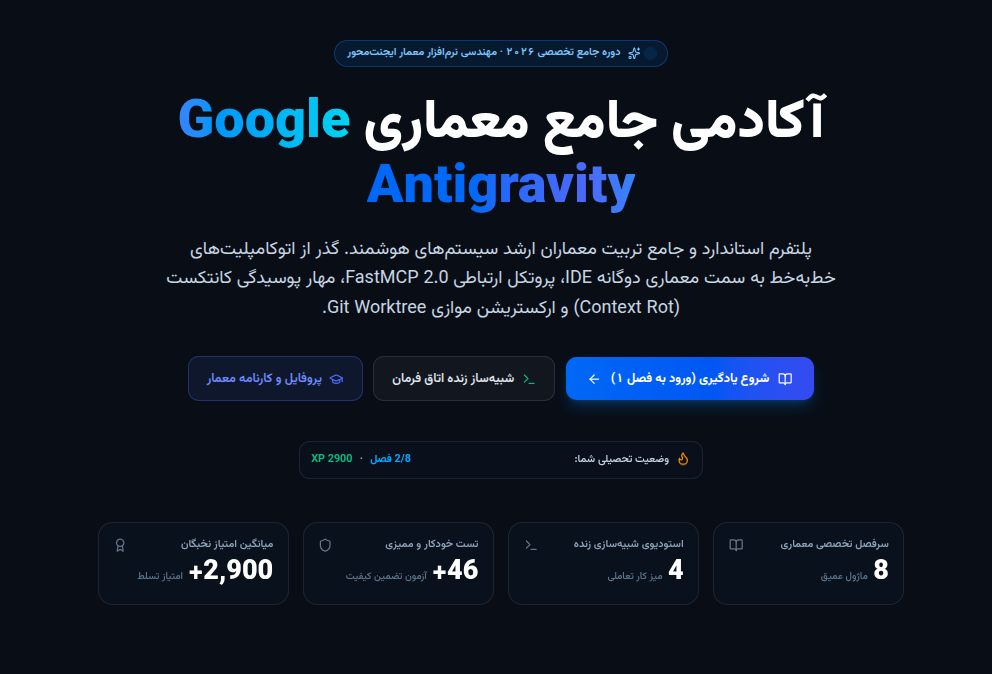 دوره جامع تخصصی ۲۰۲۶ · مهندسی نرم‌افزار معمار ایجنت‌محور
آکادمی جامع معماری Google
Antigravity
پلتفرم استاندارد و جامع تربیت معماران ارشد سیستم‌های هوشمند. گذر از اتوکامپلیت‌های
خط‌به‌خط به سمت معماری دوگانه IDE، پروتکل ارتباطی FastMCP 2.0، مهار پوسیدگی کانتکست
(Context Rot) و ارکستریشن موازی Git Worktree.
شروع یادگیری (ورود به فصل ۱)
شبیه‌ساز زنده اتاق فرمان
پروفایل و کارنامه معمار
وضعیت تحصیلی شما:
2/8 فصل · 2900 XP
سرفصل تخصصی معماری
8 ماژول عمیق
استودیوی شبیه‌سازی زنده
4 میز کار تعاملی
تست خودکار و ممیزی
46+ آزمون تضمین کیفیت
میانگین امتیاز نخبگان
2,900+ امتیاز تسلط